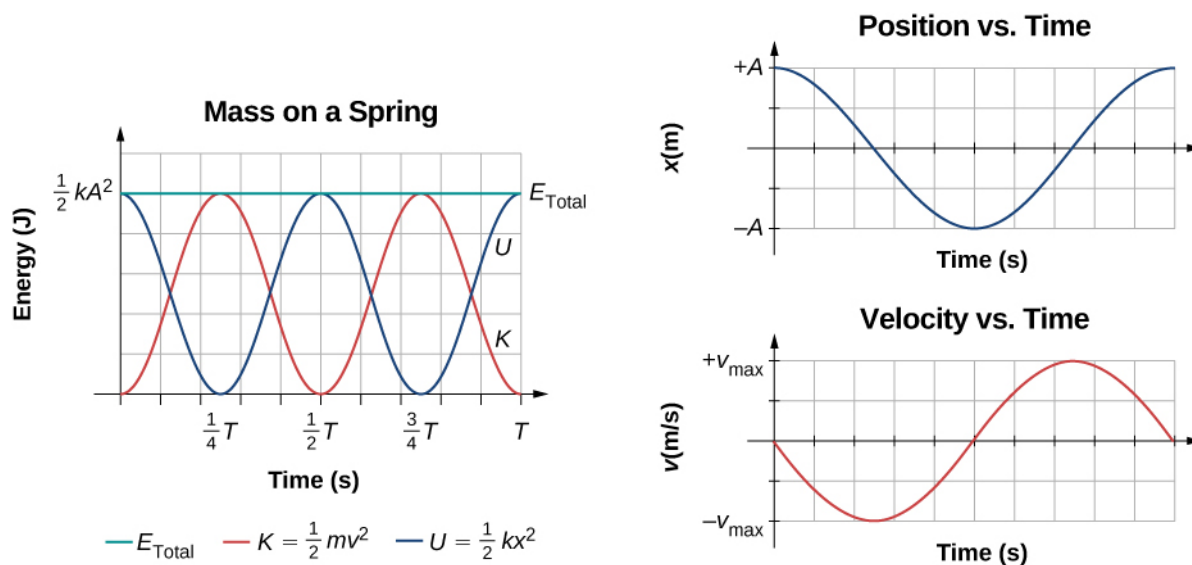 Mass on a Spring
Energy (J)
½ kA²
E_Total
U
K
¼ T
½ T
¾ T
T
Time (s)
E_Total K = ½ mv² U = ½ kx²
Position vs. Time
x(m)
+A
–A
Time (s)
Velocity vs. Time
v(m/s)
+v_max
–v_max
Time (s)